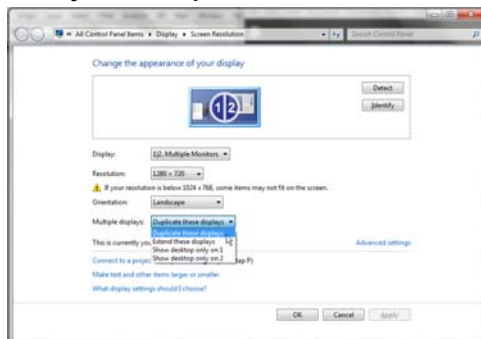 All Control Panel Items ▸ Display ▸ Screen Resolution
Search Control Panel
Change the appearance of your display
1|2
Detect
Identify
Display: 1|2. Multiple Monitors
Resolution: 1280 × 720
If your resolution is below 1024 x 768, some items may not fit on the screen.
Orientation: Landscape
Multiple displays: Duplicate these displays
Duplicate these displays
This is currently you
Extend these displays
Advanced settings
Show desktop only on 1
Connect to a projec
tap P)
Show desktop only on 2
Make text and other items larger or smaller
What display settings should I choose?
OK
Cancel
Apply